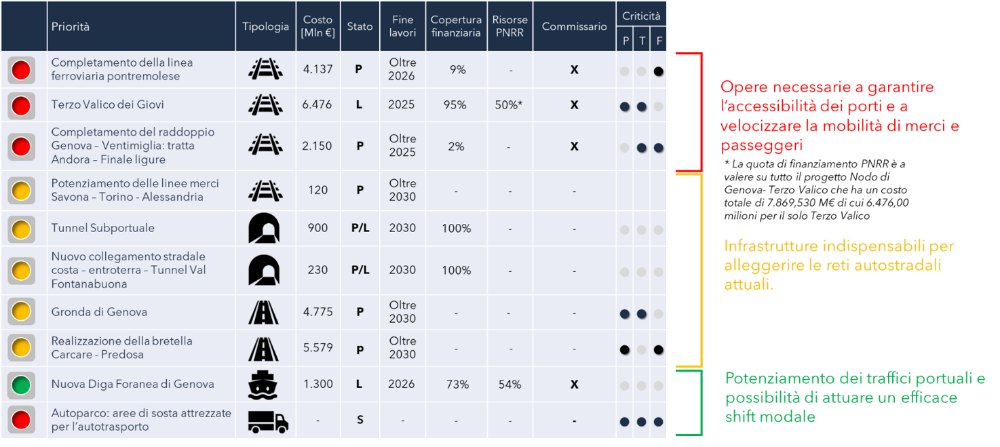 Priorità
Tipologia
Costo
[Mln €]
Stato
Fine
lavori
Copertura
finanziaria
Risorse
PNRR
Commissario
Criticità
P T F
Completamento della linea
ferroviaria pontremolese
4.137
P
Oltre
2026
9%
-
X
Terzo Valico dei Giovi
6.476
L
2025
95%
50%*
X
Completamento del raddoppio
Genova – Ventimiglia: tratta
Andora – Finale ligure
2.150
P
Oltre
2025
2%
-
X
Potenziamento delle linee merci
Savona – Torino - Alessandria
120
P
Oltre
2030
-
-
-
Tunnel Subportuale
900
P/L
2030
100%
-
-
Nuovo collegamento stradale
costa – entroterra – Tunnel Val
Fontanabuona
230
P/L
2030
100%
-
-
Gronda di Genova
4.775
P
Oltre
2030
-
-
-
Realizzazione della bretella
Carcare - Predosa
5.579
p
Oltre
2030
-
-
-
Nuova Diga Foranea di Genova
1.300
L
2026
73%
54%
X
Autoparco: aree di sosta attrezzate
per l’autotrasporto
-
S
-
-
-
-
Opere necessarie a garantire
l’accessibilità dei porti e a
velocizzare la mobilità di merci e
passeggeri
* La quota di finanziamento PNRR è a
valere su tutto il progetto Nodo di
Genova- Terzo Valico che ha un costo
totale di 7.869,530 M€ di cui 6.476,00
milioni per il solo Terzo Valico
Infrastrutture indispensabili per
alleggerire le reti autostradali
attuali.
Potenziamento dei traffici portuali e
possibilità di attuare un efficace
shift modale